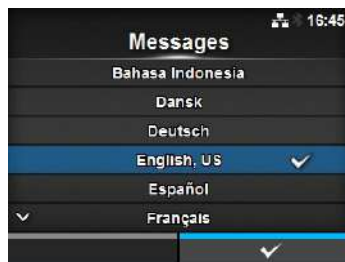 16:45
Messages
Bahasa Indonesia
Dansk
Deutsch
English, US
Español
Français